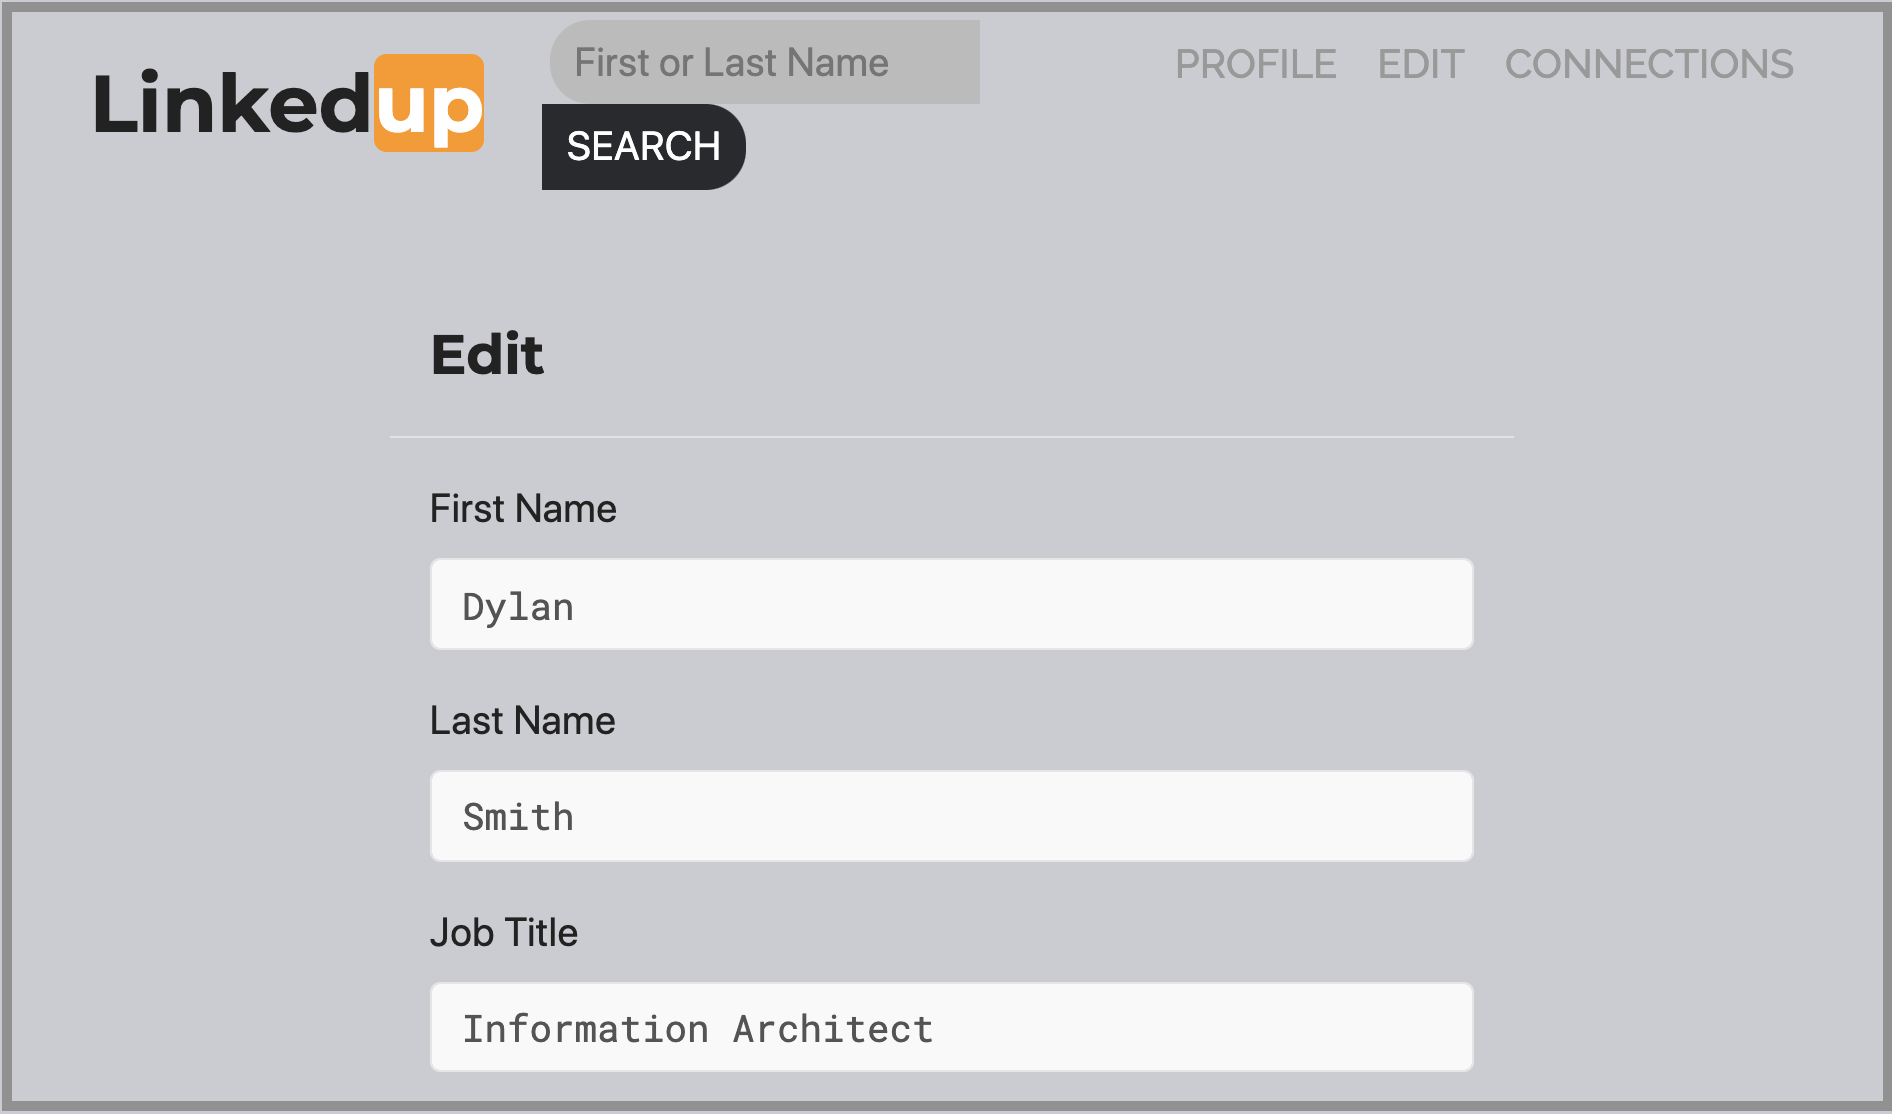 Linkedup
First or Last Name
SEARCH
PROFILE EDIT CONNECTIONS
Edit
First Name
Dylan
Last Name
Smith
Job Title
Information Architect